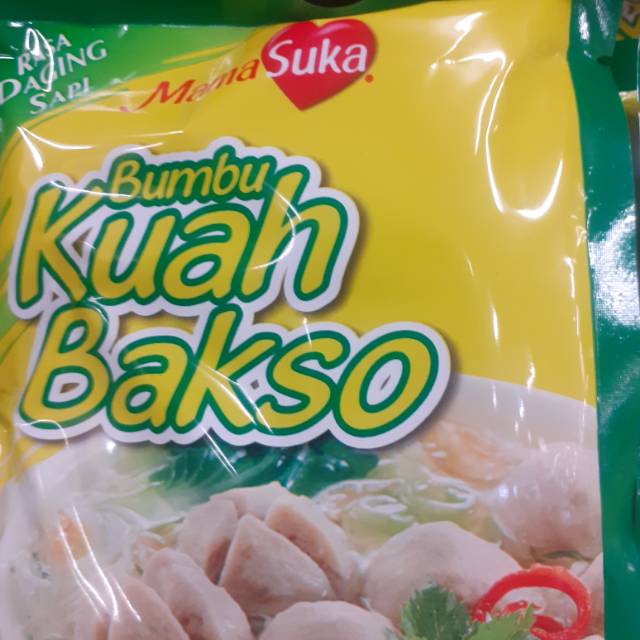 RASA
DAGING
SAPI
MamaSuka
Bumbu
Kuah
Bakso